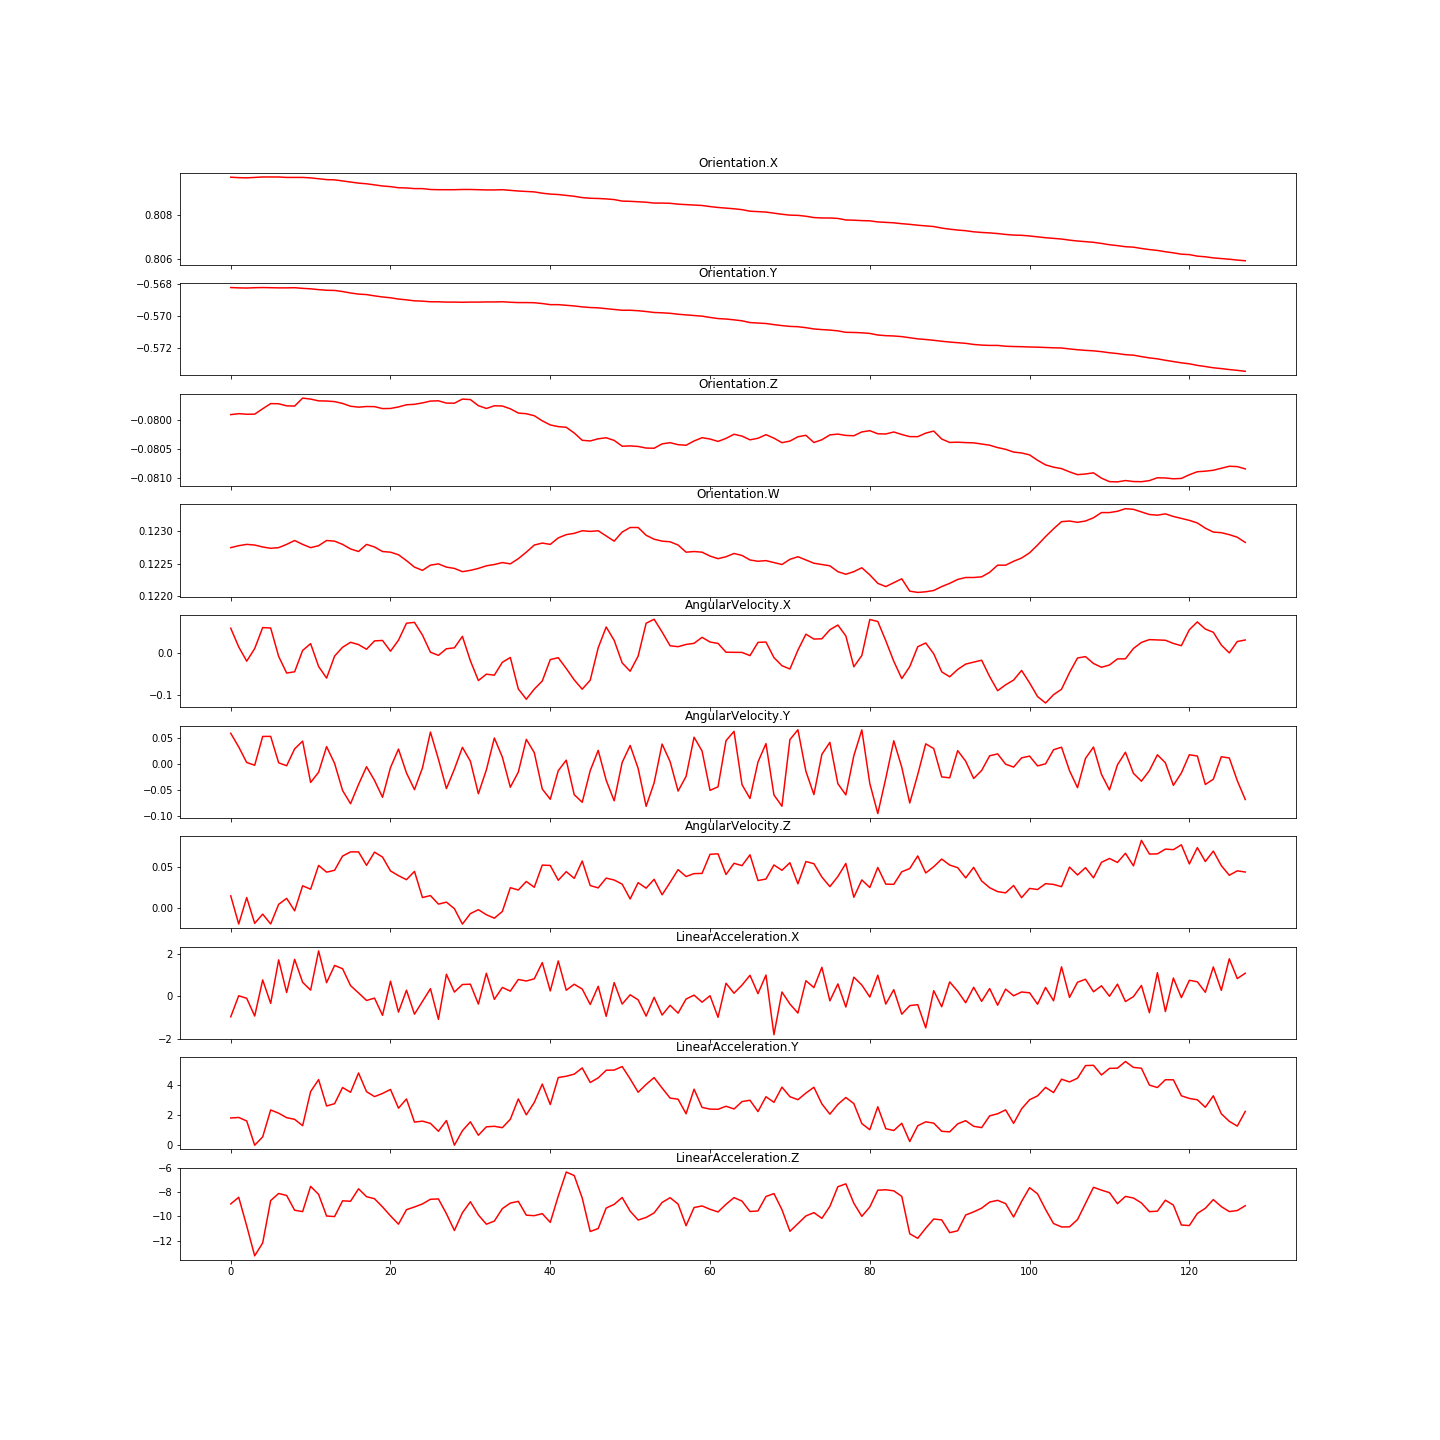 Orientation.X
0.808
0.806
Orientation.Y
−0.568
−0.570
−0.572
Orientation.Z
−0.0800
−0.0805
−0.0810
Orientation.W
0.1230
0.1225
0.1220
AngularVelocity.X
0.0
−0.1
AngularVelocity.Y
0.05
0.00
−0.05
−0.10
AngularVelocity.Z
0.05
0.00
LinearAcceleration.X
2
0
−2
LinearAcceleration.Y
4
2
0
LinearAcceleration.Z
−6
−8
−10
−12
0 20 40 60 80 100 120